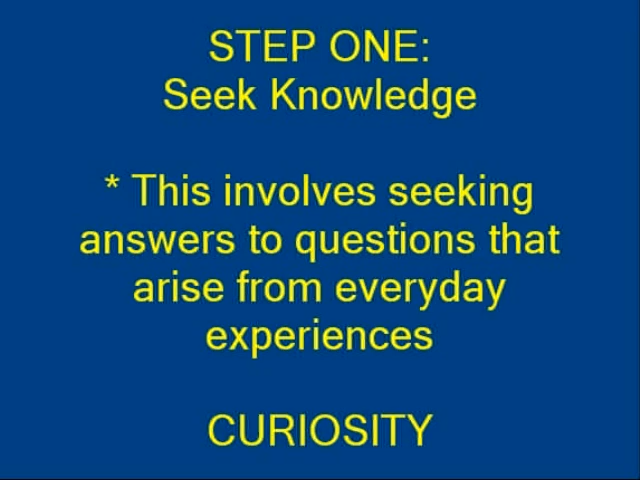 STEP ONE:
Seek Knowledge
* This involves seeking
answers to questions that
arise from everyday
experiences
CURIOSITY